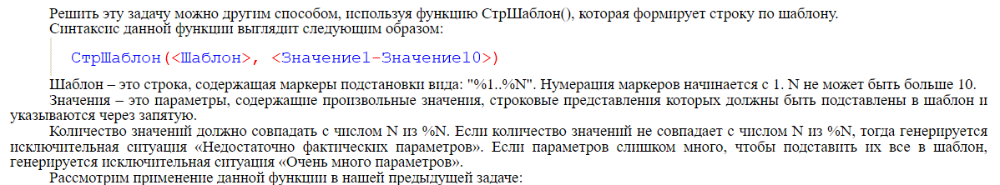 Решить эту задачу можно другим способом, используя функцию СтрШаблон(), которая формирует строку по шаблону.
Синтаксис данной функции выглядит следующим образом:
СтрШаблон(<Шаблон>, <Значение1-Значение10>)
Шаблон – это строка, содержащая маркеры подстановки вида: "%1..%N". Нумерация маркеров начинается с 1. N не может быть больше 10.
Значения – это параметры, содержащие произвольные значения, строковые представления которых должны быть подставлены в шаблон и
указываются через запятую.
Количество значений должно совпадать с числом N из %N. Если количество значений не совпадает с числом N из %N, тогда генерируется
исключительная ситуация «Недостаточно фактических параметров». Если параметров слишком много, чтобы подставить их все в шаблон,
генерируется исключительная ситуация «Очень много параметров».
Рассмотрим применение данной функции в нашей предыдущей задаче: